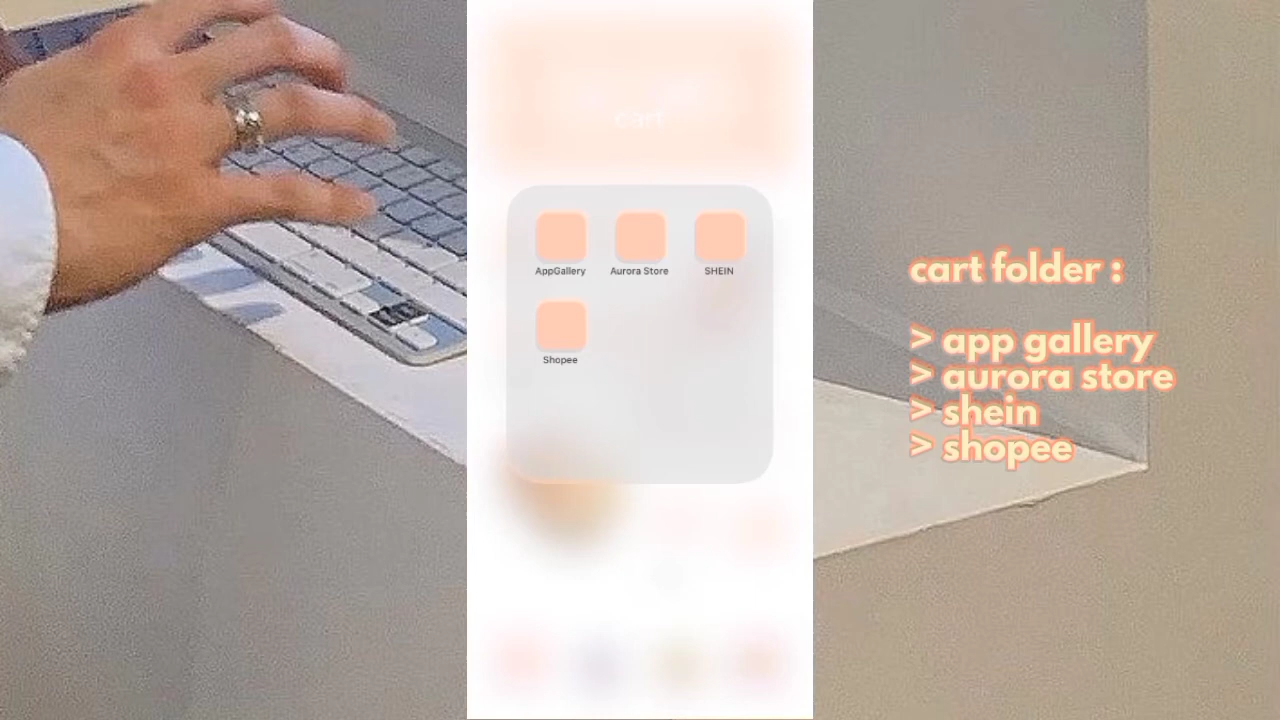 cart
AppGallery Aurora Store SHEIN
Shopee
cart folder :
> app gallery
> aurora store
> shein
> shopee